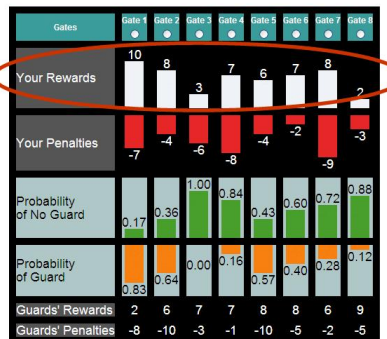 Gates Gate 1 Gate 2 Gate 3 Gate 4 Gate 5 Gate 6 Gate 7 Gate 8
Your Rewards 10 8 3 7 6 7 8 2
Your Penalties -7 -4 -6 -8 -4 -2 -9 -3
Probability
of No Guard 0.17 0.36 1.00 0.84 0.43 0.60 0.72 0.88
Probability
of Guard 0.83 0.64 0.00 0.16 0.57 0.40 0.28 0.12
Guards' Rewards 2 6 7 7 8 8 6 9
Guards' Penalties -8 -10 -3 -1 -10 -5 -2 -5